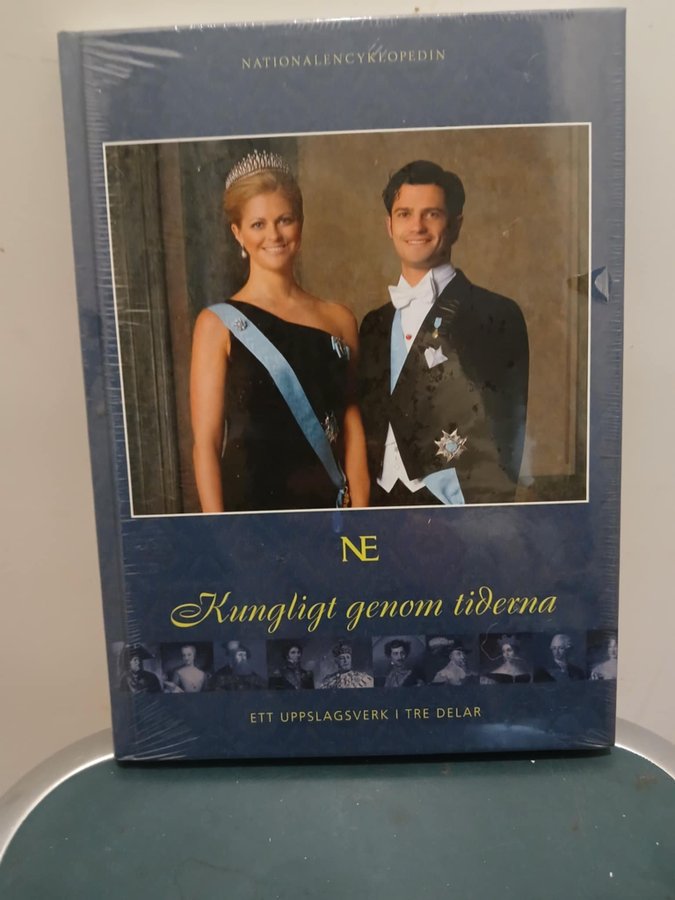 NATIONALENCYKLOPEDIN
NE
Kungligt genom tiderna
ETT UPPSLAGSVERK I TRE DELAR